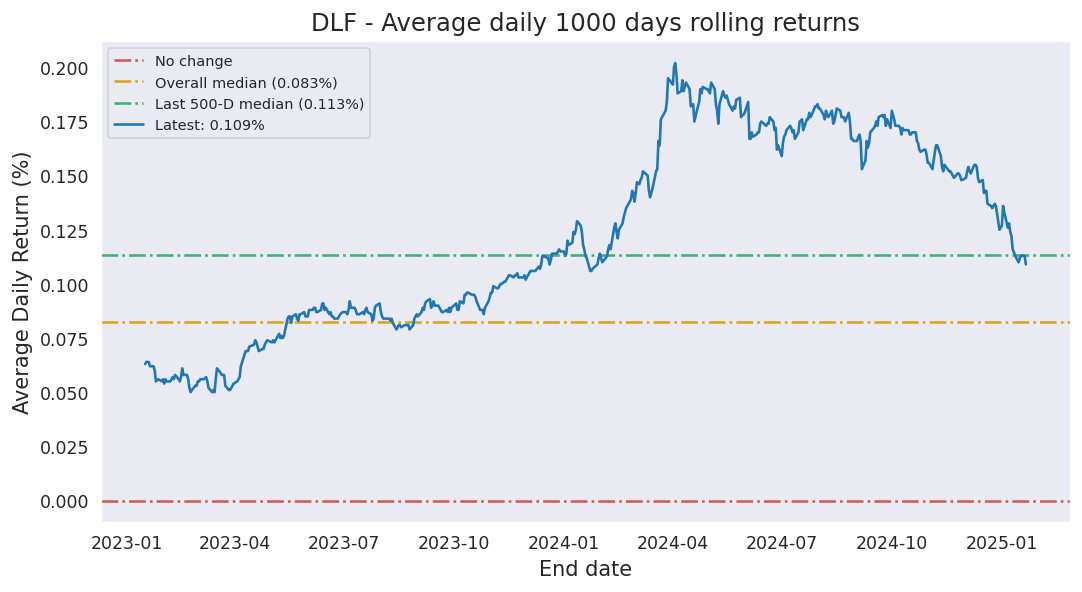 DLF - Average daily 1000 days rolling returns
No change
Overall median (0.083%)
Last 500-D median (0.113%)
Latest: 0.109%
Average Daily Return (%)
0.200
0.175
0.150
0.125
0.100
0.075
0.050
0.025
0.000
2023-01 2023-04 2023-07 2023-10 2024-01 2024-04 2024-07 2024-10 2025-01
End date